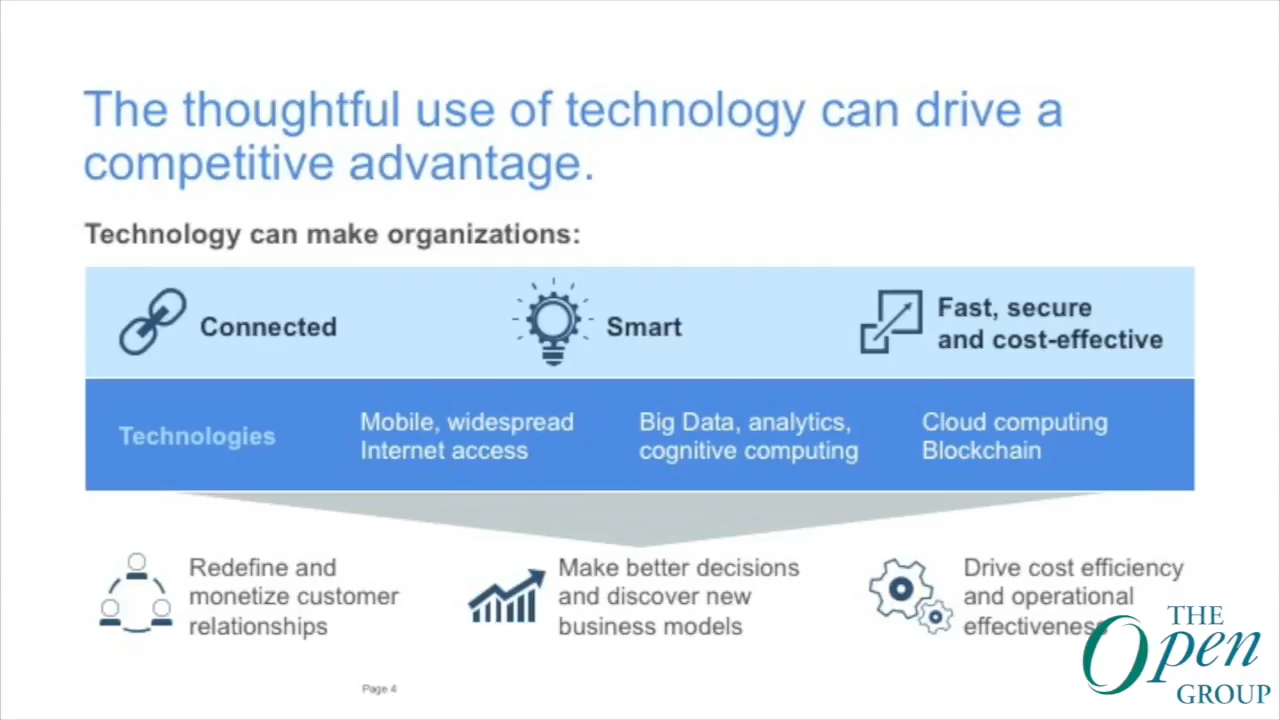 The thoughtful use of technology can drive a
competitive advantage.
Technology can make organizations:
Connected
Smart
Fast, secure
and cost-effective
Technologies
Mobile, widespread
Internet access
Big Data, analytics,
cognitive computing
Cloud computing
Blockchain
Redefine and
monetize customer
relationships
Make better decisions
and discover new
business models
Drive cost efficiency
and operational
effectiveness
Page 4
THE
Open
GROUP